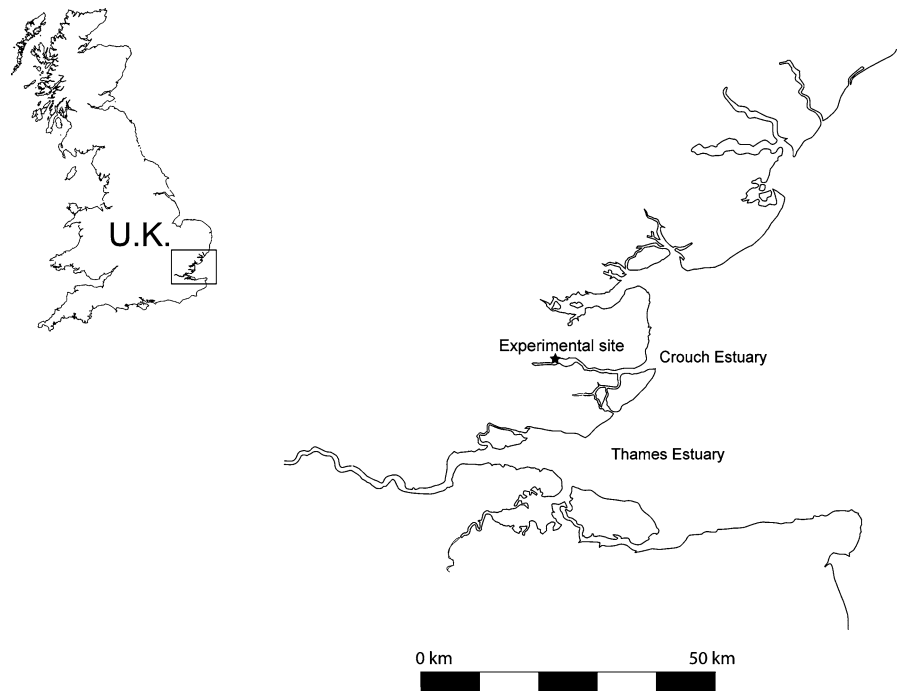 U.K.
Experimental site
Crouch Estuary
Thames Estuary
0 km 50 km